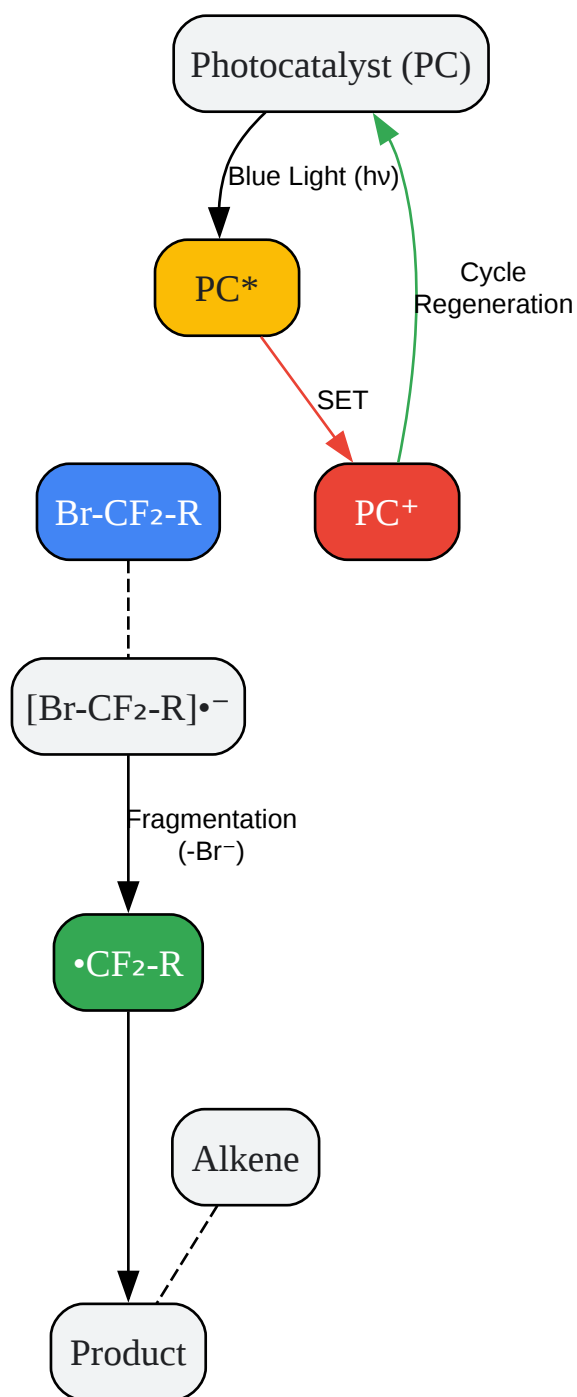 Photocatalyst (PC)
Blue Light (hν)
PC*
Cycle
Regeneration
SET
Br-CF₂-R
PC⁺
[Br-CF₂-R]•⁻
Fragmentation
(-Br⁻)
•CF₂-R
Alkene
Product